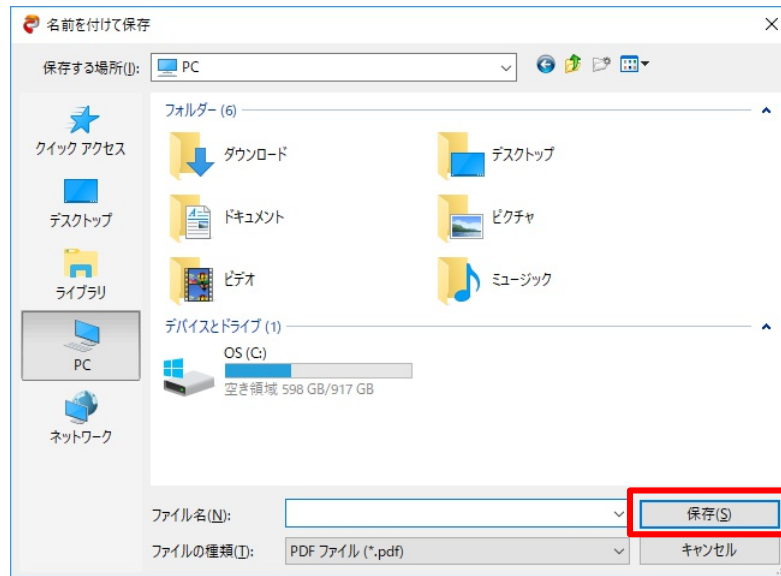 名前を付けて保存
保存する場所(I):
PC
クイック アクセス
デスクトップ
ライブラリ
PC
ネットワーク
フォルダー (6)
ダウンロード
デスクトップ
ドキュメント
ピクチャ
ビデオ
ミュージック
デバイスとドライブ (1)
OS (C:)
空き領域 598 GB/917 GB
ファイル名(N):
保存(S)
ファイルの種類(T):
PDF ファイル (*.pdf)
キャンセル